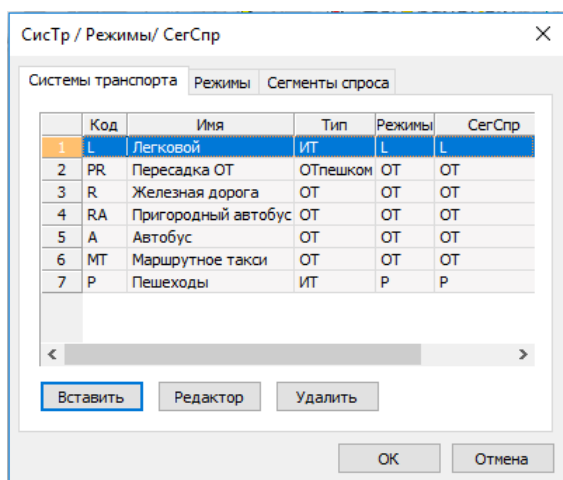 СисТр / Режимы/ СегСпр
Системы транспорта Режимы Сегменты спроса
Код Имя Тип Режимы СегСпр
1 L Легковой ИТ L L
2 PR Пересадка ОТ ОТпешком ОТ ОТ
3 R Железная дорога ОТ ОТ ОТ
4 RA Пригородный автобус ОТ ОТ ОТ
5 A Автобус ОТ ОТ ОТ
6 MT Маршрутное такси ОТ ОТ ОТ
7 P Пешеходы ИТ P P
Вставить Редактор Удалить
ОК Отмена